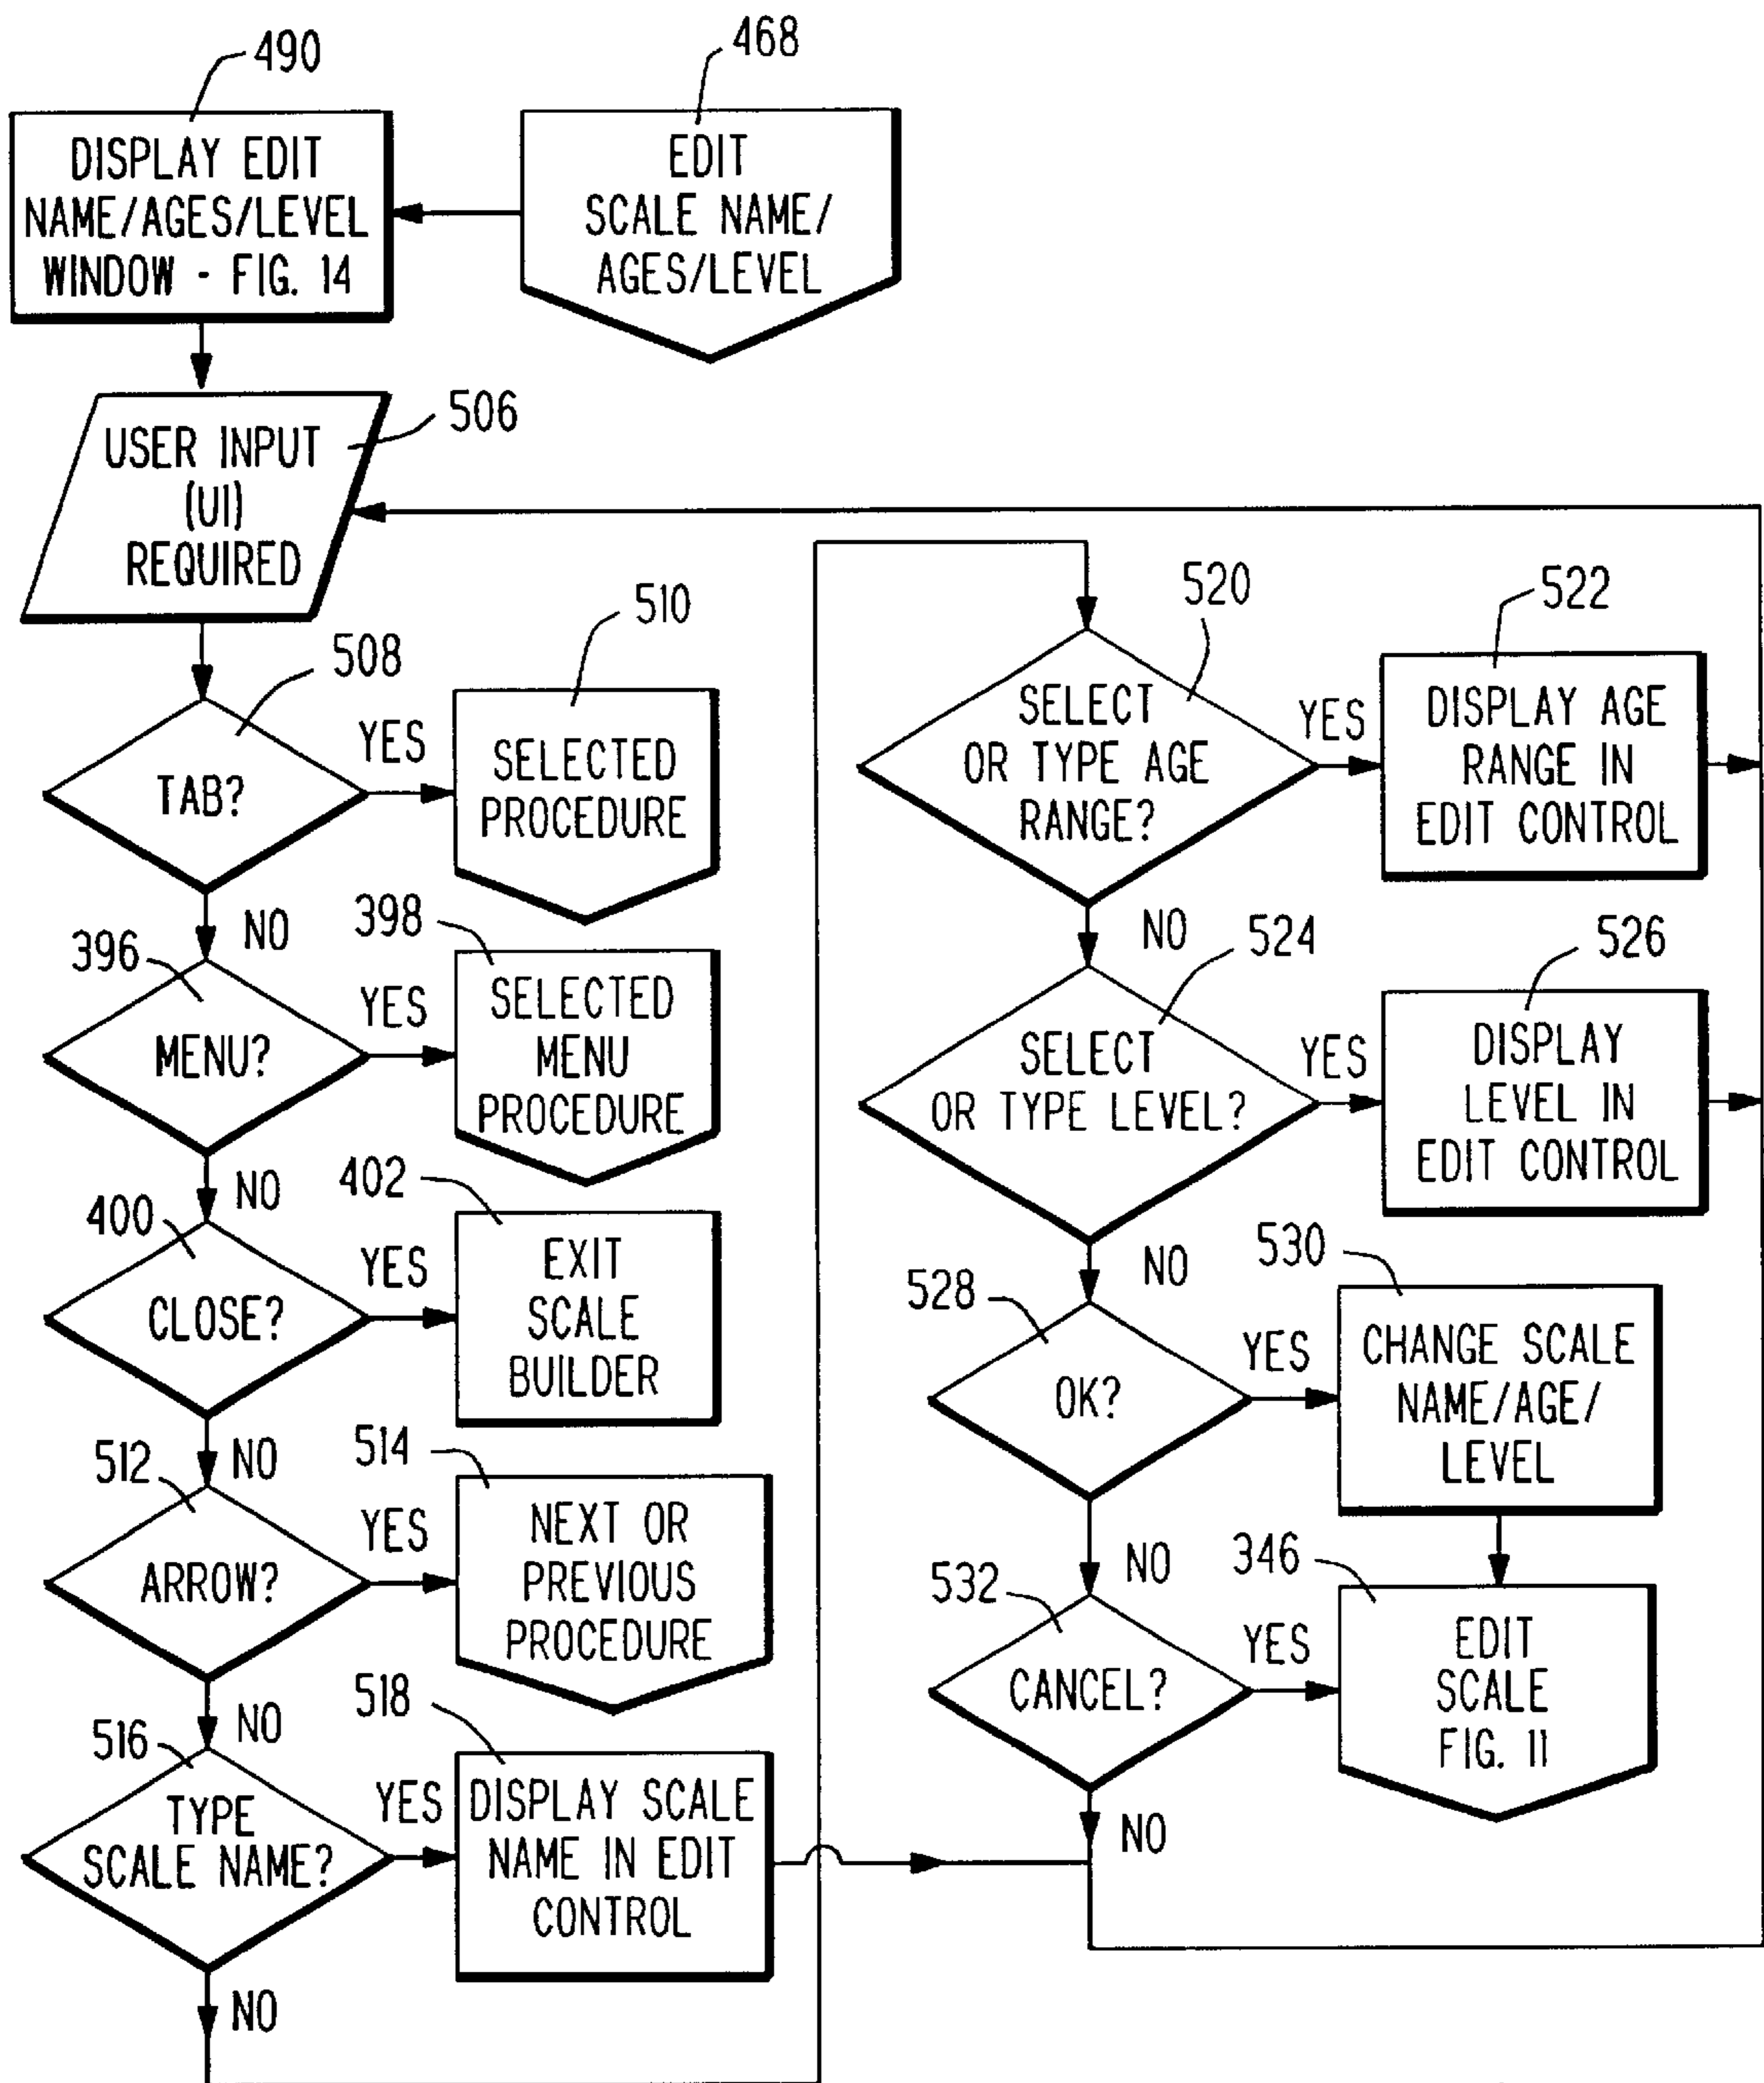 490
468
DISPLAY EDIT
NAME/AGES/LEVEL
WINDOW - FIG. 14
EDIT
SCALE NAME/
AGES/LEVEL
506
USER INPUT
(UI)
REQUIRED
508
TAB?
YES
510
SELECTED
PROCEDURE
NO
396
MENU?
YES
398
SELECTED
MENU
PROCEDURE
NO
400
CLOSE?
YES
402
EXIT
SCALE
BUILDER
NO
512
ARROW?
YES
514
NEXT OR
PREVIOUS
PROCEDURE
NO
516
TYPE
SCALE NAME?
YES
518
DISPLAY SCALE
NAME IN EDIT
CONTROL
NO
520
SELECT
OR TYPE AGE
RANGE?
YES
522
DISPLAY AGE
RANGE IN
EDIT CONTROL
NO
524
SELECT
OR TYPE LEVEL?
YES
526
DISPLAY
LEVEL IN
EDIT CONTROL
NO
528
OK?
YES
530
CHANGE SCALE
NAME/AGE/
LEVEL
NO
532
CANCEL?
YES
346
EDIT
SCALE
FIG. 11
NO